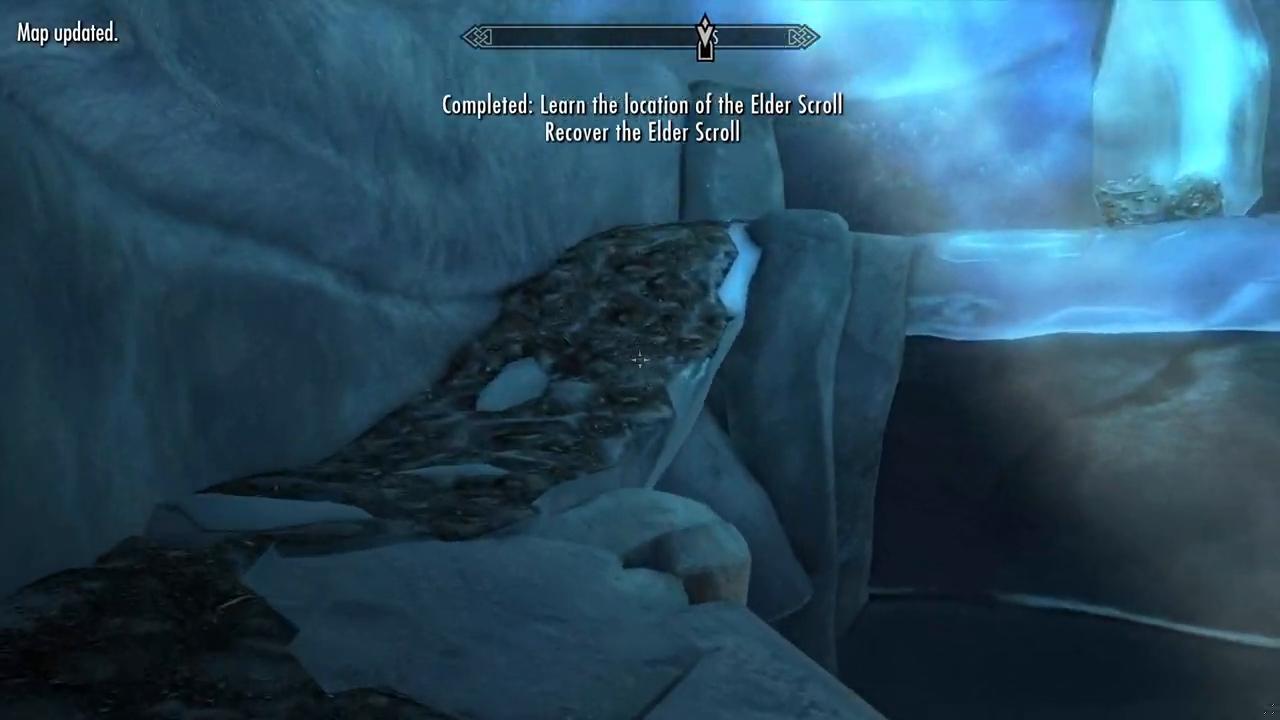 Map updated.
S
Completed: Learn the location of the Elder Scroll
Recover the Elder Scroll